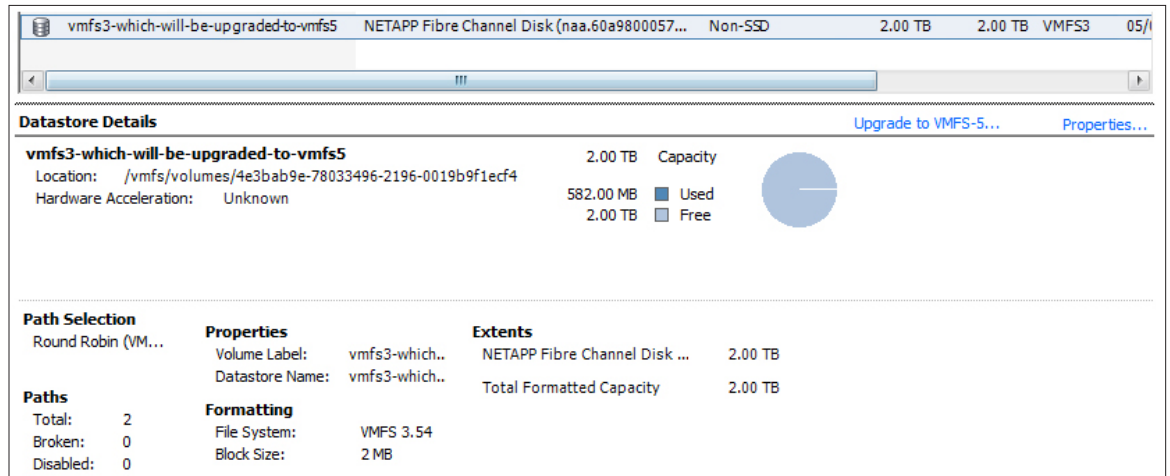 vmfs3-which-will-be-upgraded-to-vmfs5 NETAPP Fibre Channel Disk (naa.60a9800057... Non-SSD 2.00 TB 2.00 TB VMFS3 05/
Datastore Details Upgrade to VMFS-5... Properties...
vmfs3-which-will-be-upgraded-to-vmfs5 2.00 TB Capacity
Location: /vmfs/volumes/4e3bab9e-78033496-2196-0019b9f1ecf4
Hardware Acceleration: Unknown 582.00 MB Used
2.00 TB Free
Path Selection
Round Robin (VM...
Paths
Total: 2
Broken: 0
Disabled: 0
Properties
Volume Label: vmfs3-which..
Datastore Name: vmfs3-which..
Formatting
File System: VMFS 3.54
Block Size: 2 MB
Extents
NETAPP Fibre Channel Disk ... 2.00 TB
Total Formatted Capacity 2.00 TB